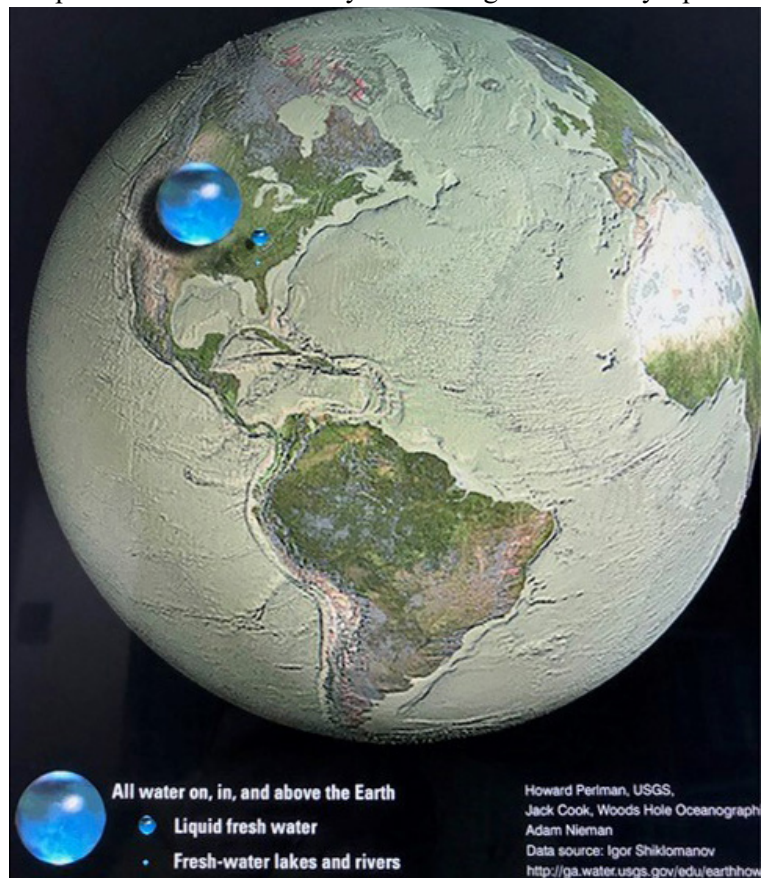 All water on, in, and above the Earth
Liquid fresh water
Fresh-water lakes and rivers
Howard Perlman, USGS,
Jack Cook, Woods Hole Oceanographi
Adam Nieman
Data source: Igor Shiklomanov
http://ga.water.usgs.gov/edu/earthhow